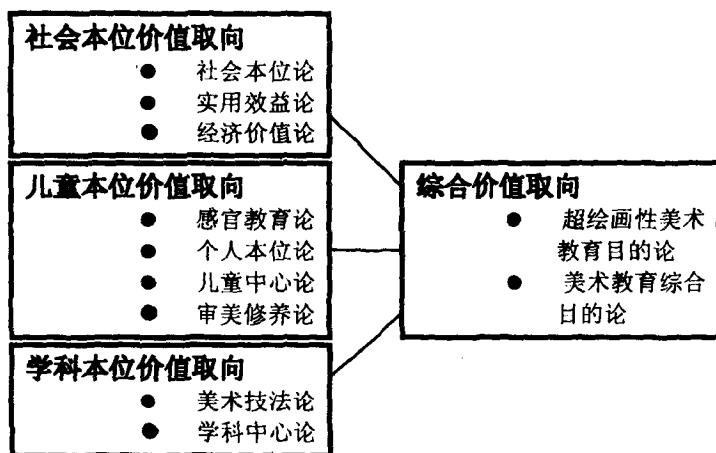 社会本位价值取向
● 社会本位论
● 实用效益论
● 经济价值论
儿童本位价值取向
● 感官教育论
● 个人本位论
● 儿童中心论
● 审美修养论
学科本位价值取向
● 美术技法论
● 学科中心论
综合价值取向
● 超绘画性美术
教育目的论
● 美术教育综合
目的论